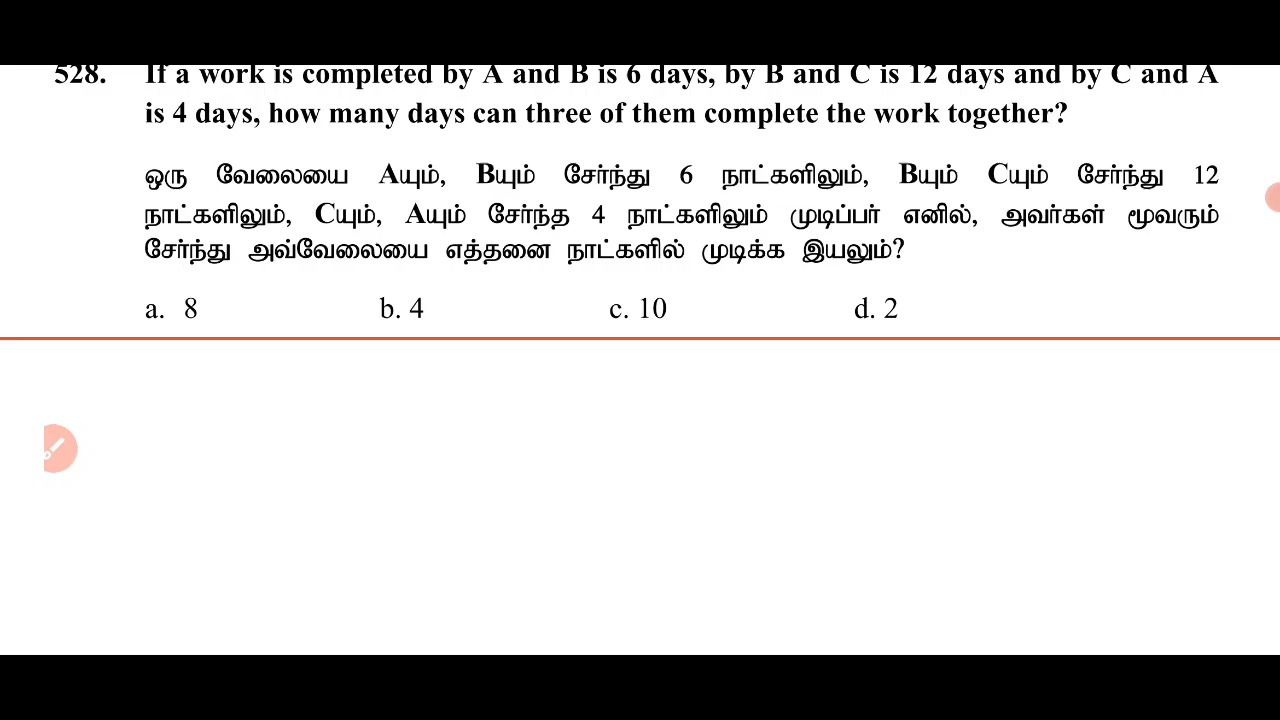 528. If a work is completed by A and B is 6 days, by B and C is 12 days and by C and A
is 4 days, how many days can three of them complete the work together?
ஒரு வேலையை Aயும், Bயும் சேர்ந்து 6 நாட்களிலும், Bயும் Cயும் சேர்ந்து 12
நாட்களிலும், Cயும், Aயும் சேர்ந்த 4 நாட்களிலும் முடிப்பர் எனில், அவர்கள் மூவரும்
சேர்ந்து அவ்வேலையை எத்தனை நாட்களில் முடிக்க இயலும்?
a. 8 b. 4 c. 10 d. 2